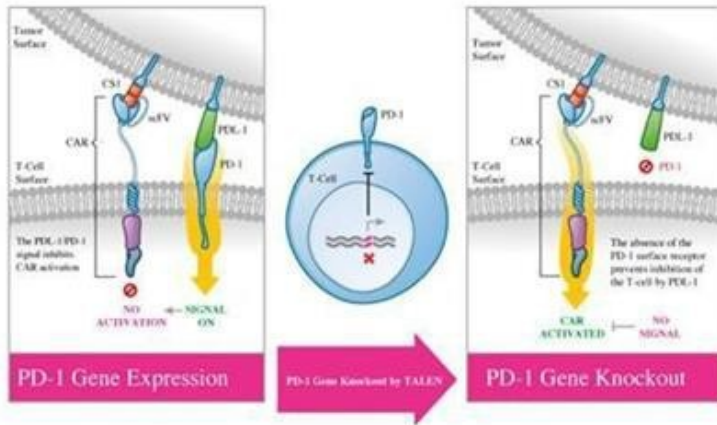 Tumor
Surface
CS1
scFV
CAR
PDL-1
PD-1
T-Cell
Surface
The PDL-1/PD-1
signal inhibits
CAR activation
NO
ACTIVATION
SIGNAL
ON
PD-1 Gene Expression
PD-1
T-Cell
PD-1 Gene Knockout by TALEN
Tumor
Surface
CS1
scFV
CAR
PDL-1
PD-1
T-Cell
Surface
The absence of the
PD-1 surface receptor
prevents inhibition of
the T-cell by PDL-1
CAR
ACTIVATED
NO
SIGNAL
PD-1 Gene Knockout